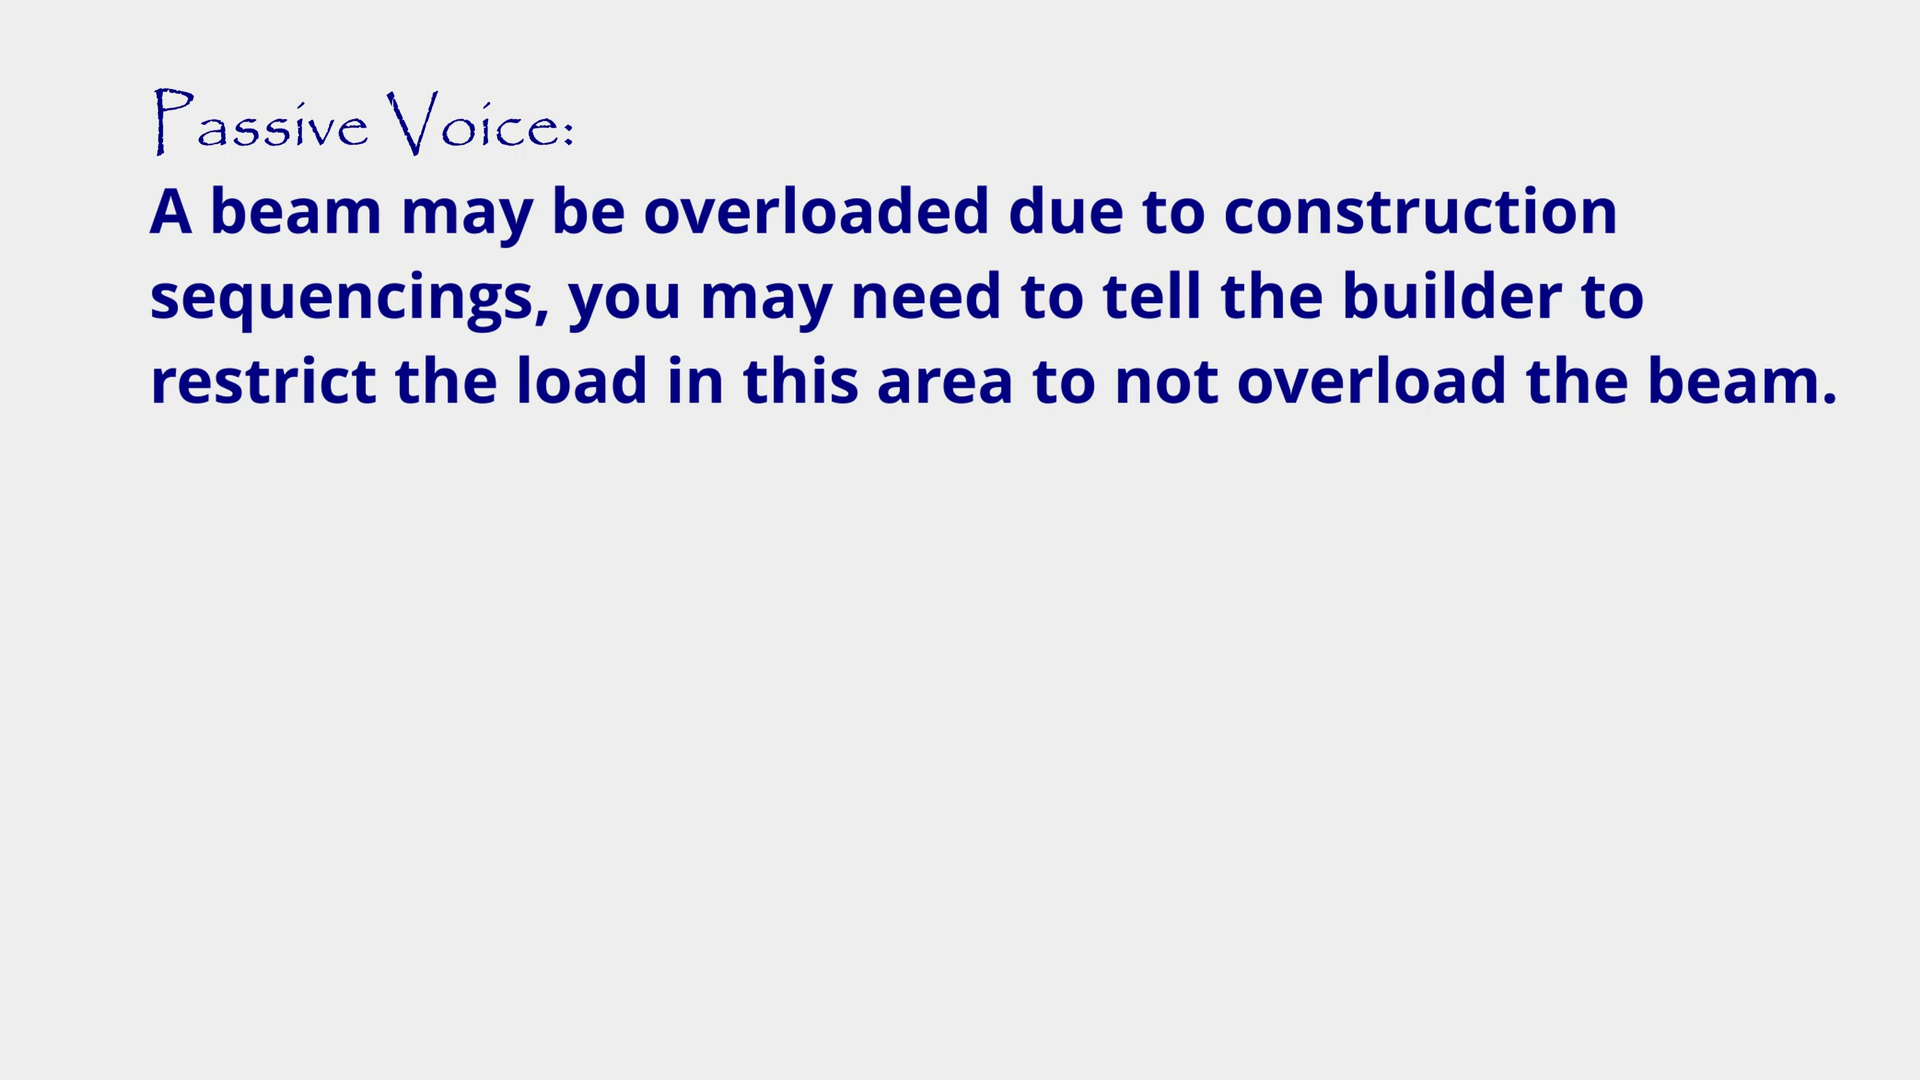 Passive Voice:
A beam may be overloaded due to construction
sequencings, you may need to tell the builder to
restrict the load in this area to not overload the beam.